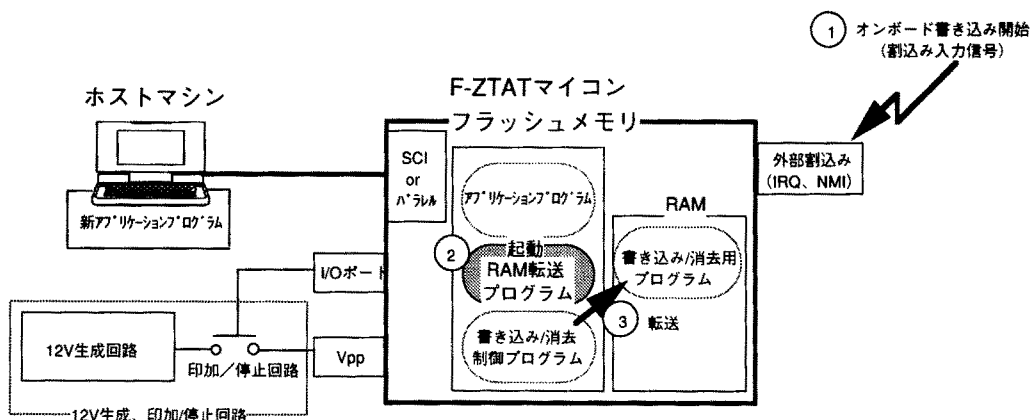 ① オンボード書き込み開始
(割込み入力信号)
ホストマシン
F-ZTATマイコン
フラッシュメモリ
SCI
or
パラレル
外部割込み
(IRQ、NMI)
新アプリケーションプログラム
アプリケーションプログラム
RAM
② 起動
RAM転送
プログラム
書き込み/消去用
プログラム
I/Oポート
③ 転送
書き込み/消去
制御プログラム
12V生成回路
印加/停止回路
Vpp
12V生成、印加/停止回路